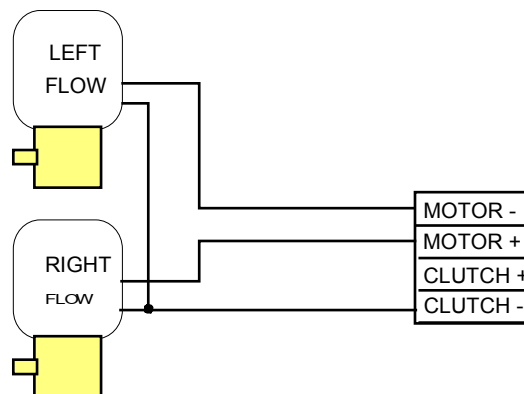 LEFT
FLOW
RIGHT
FLOW
MOTOR -
MOTOR +
CLUTCH +
CLUTCH -